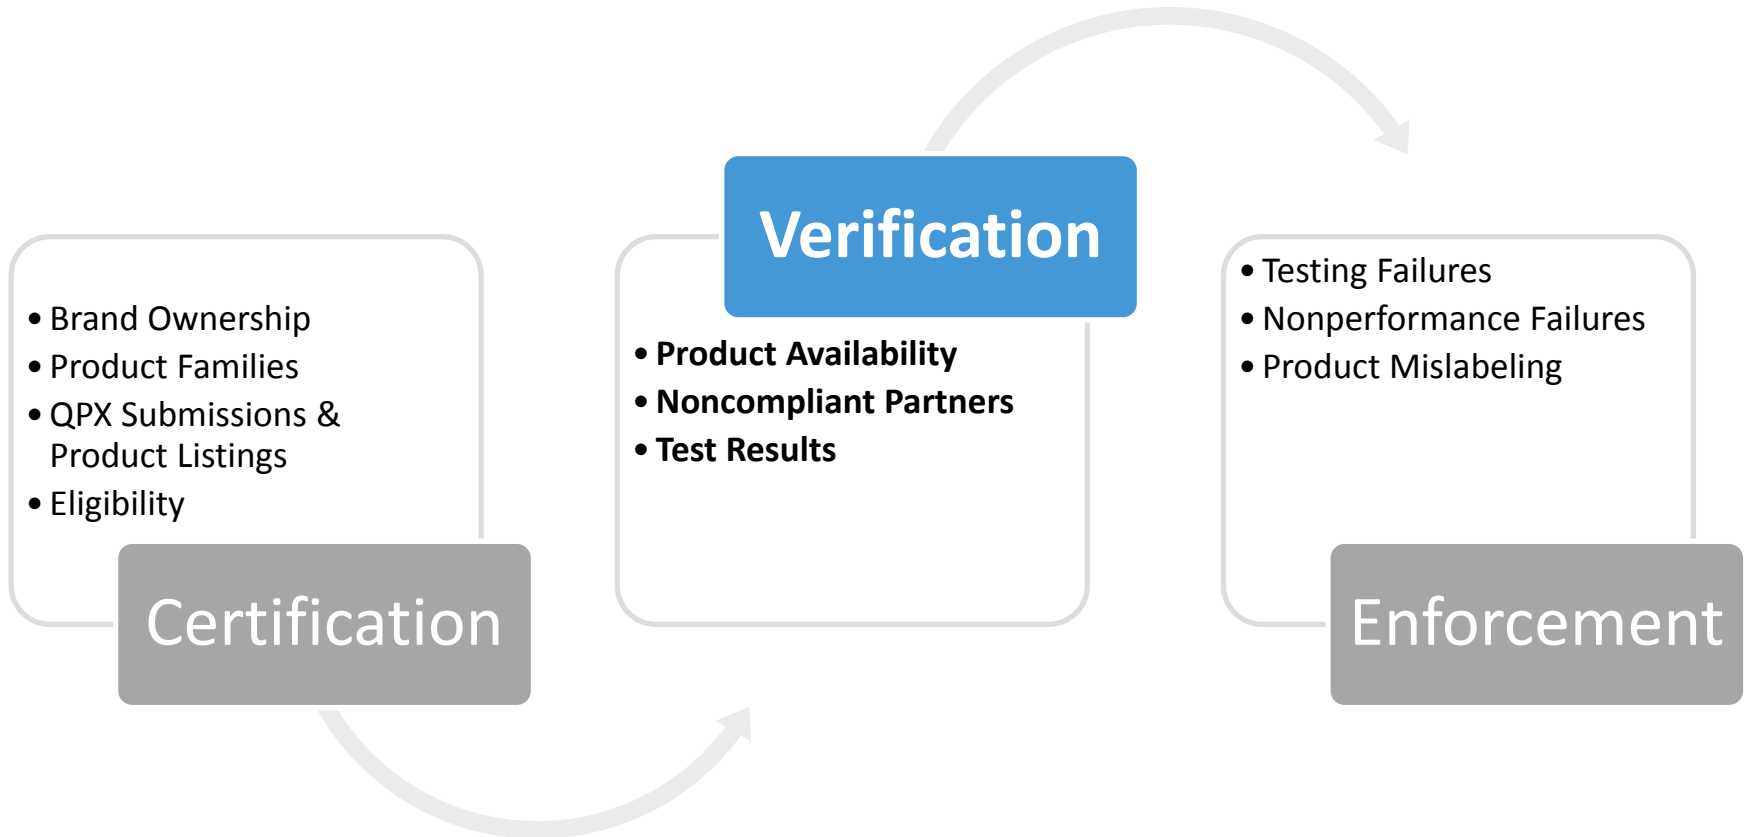 • Brand Ownership
• Product Families
• QPX Submissions &
Product Listings
• Eligibility
Certification
Verification
• Product Availability
• Noncompliant Partners
• Test Results
• Testing Failures
• Nonperformance Failures
• Product Mislabeling
Enforcement